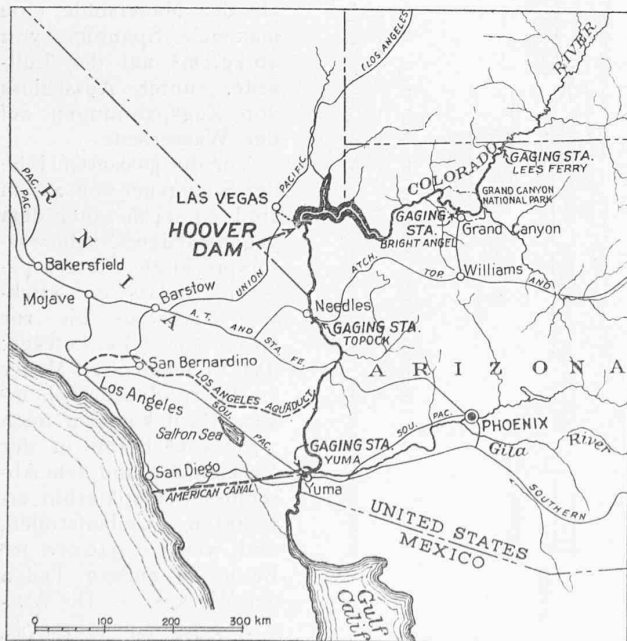 (LOS ANGELES
RIVER
COLORADO
GAGING STA.
LEES FERRY
GRAND CANYON
NATIONAL PARK
LAS VEGAS
PACIFIC
HOOVER
DAM
GAGING
STA.
BRIGHT ANGEL
Grand Canyon
PAC.
PAC.
R N I A
Bakersfield
Mojave
Barstow
UNION
ATCH.
TOP.
AND
Williams
A. T. AND STA FE.
Needles
GAGING STA.
TOPOCK
San Bernardino
ARIZONA
Los Angeles
LOS ANGELES
AQUADUCT
SOU.
PAC.
Salton Sea
SOU. PAC.
PHOENIX
GAGING STA.
YUMA
Gila River
San Diego
AMERICAN CANAL
Yuma
SOUTHERN
UNITED STATES
MEXICO
Gulf
Calif
0 100 200 300 km